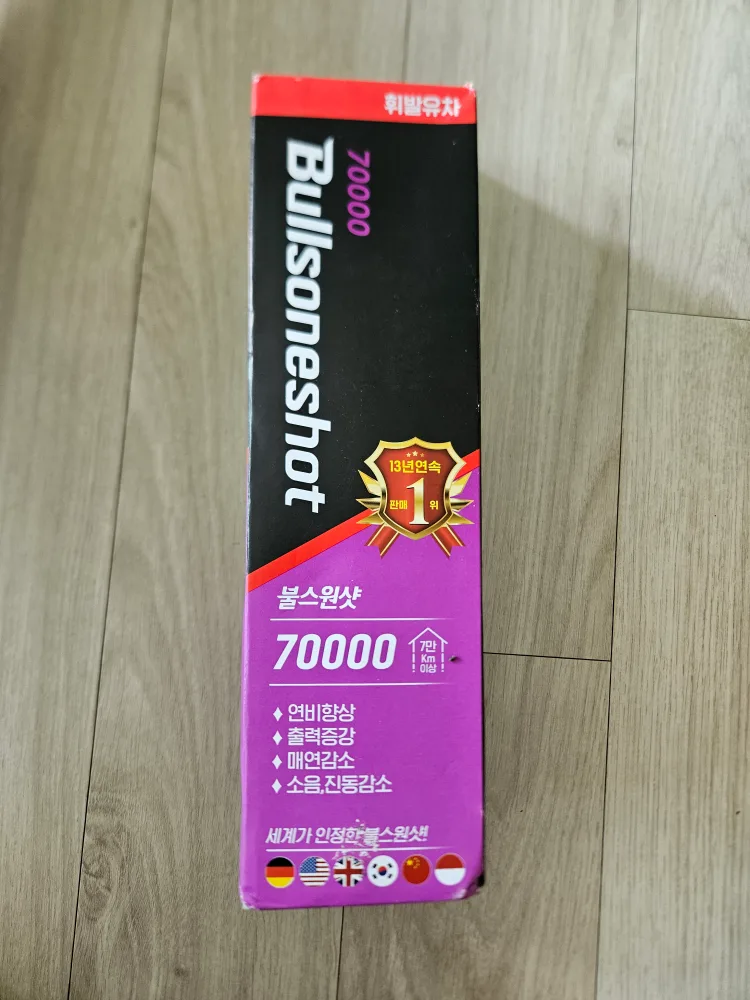 휘발유차
70000
Bullsoneshot
13년연속
판매 1 위
불스원샷
70000
7만
Km
이상
♦ 연비향상
♦ 출력증강
♦ 매연감소
♦ 소음,진동감소
세계가 인정한 불스원샷!